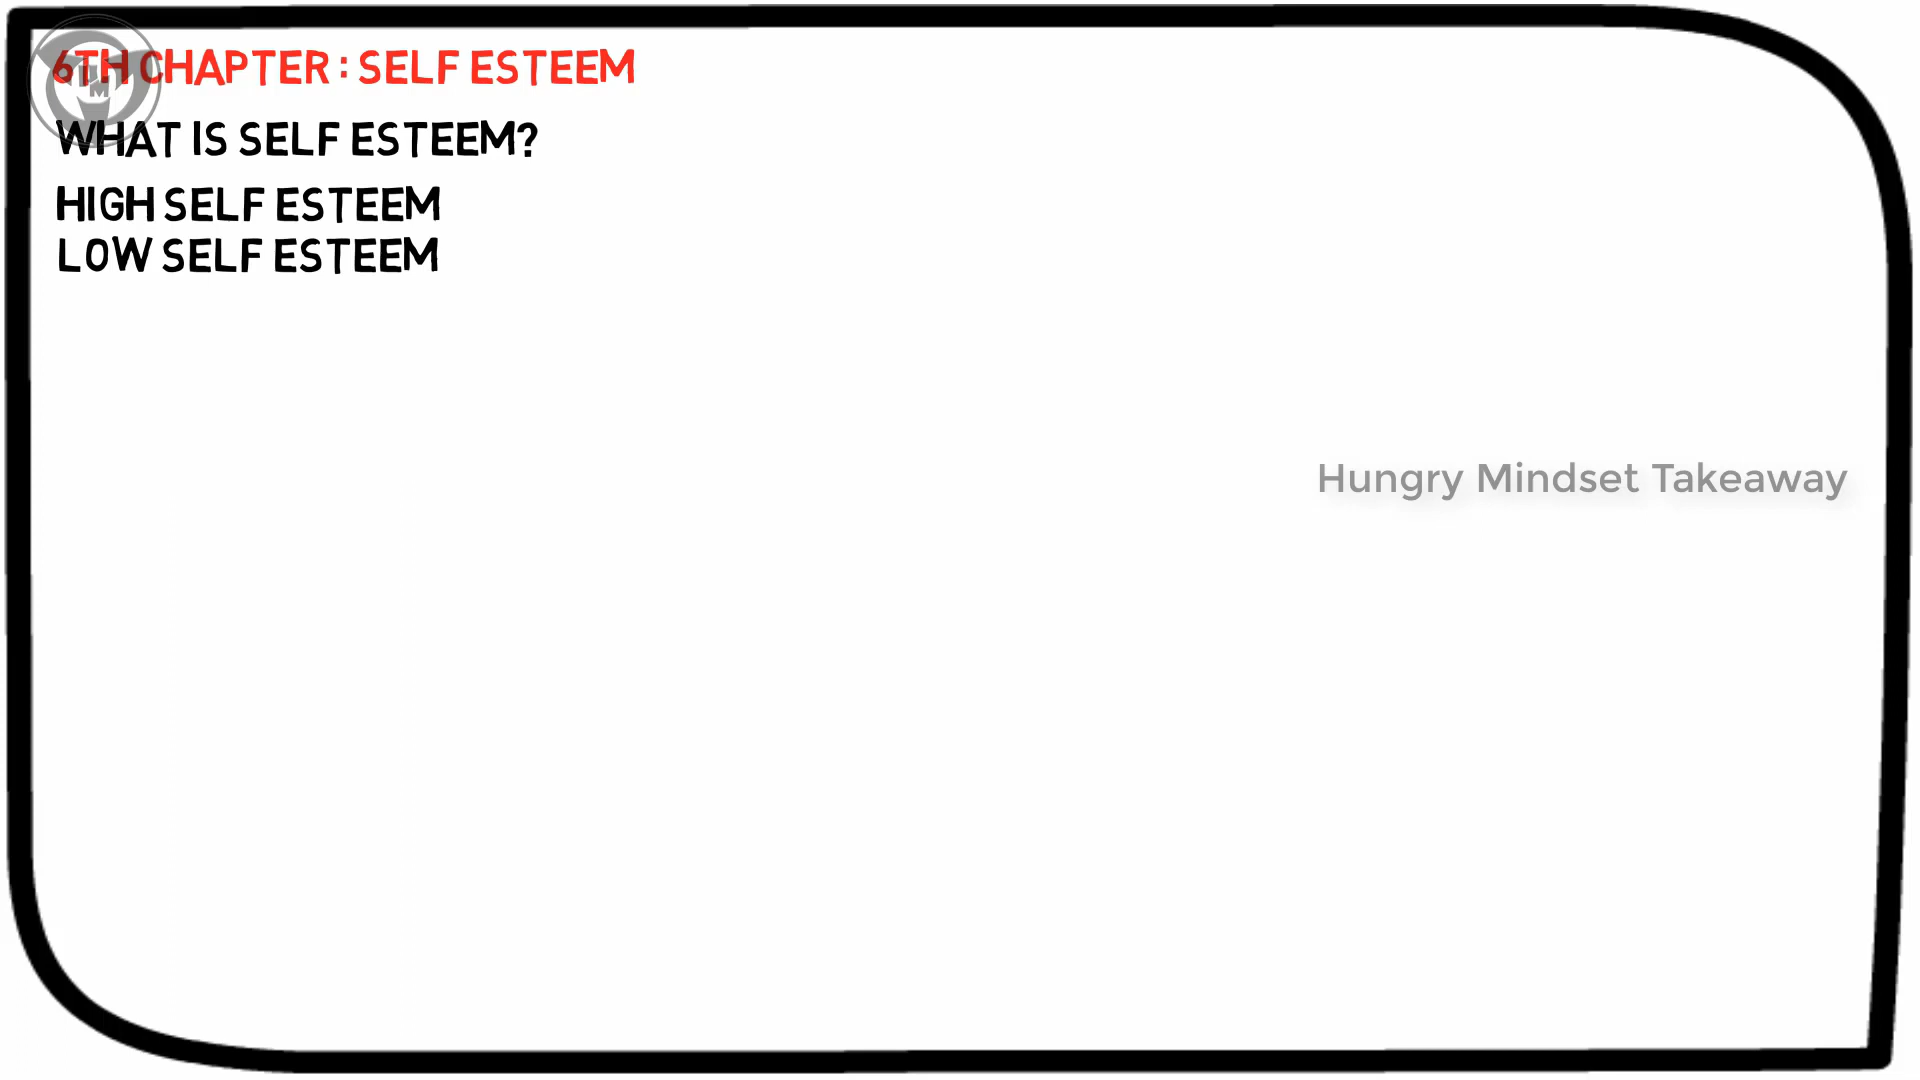 6TH CHAPTER : SELF ESTEEM
WHAT IS SELF ESTEEM?
HIGH SELF ESTEEM
LOW SELF ESTEEM
Hungry Mindset Takeaway